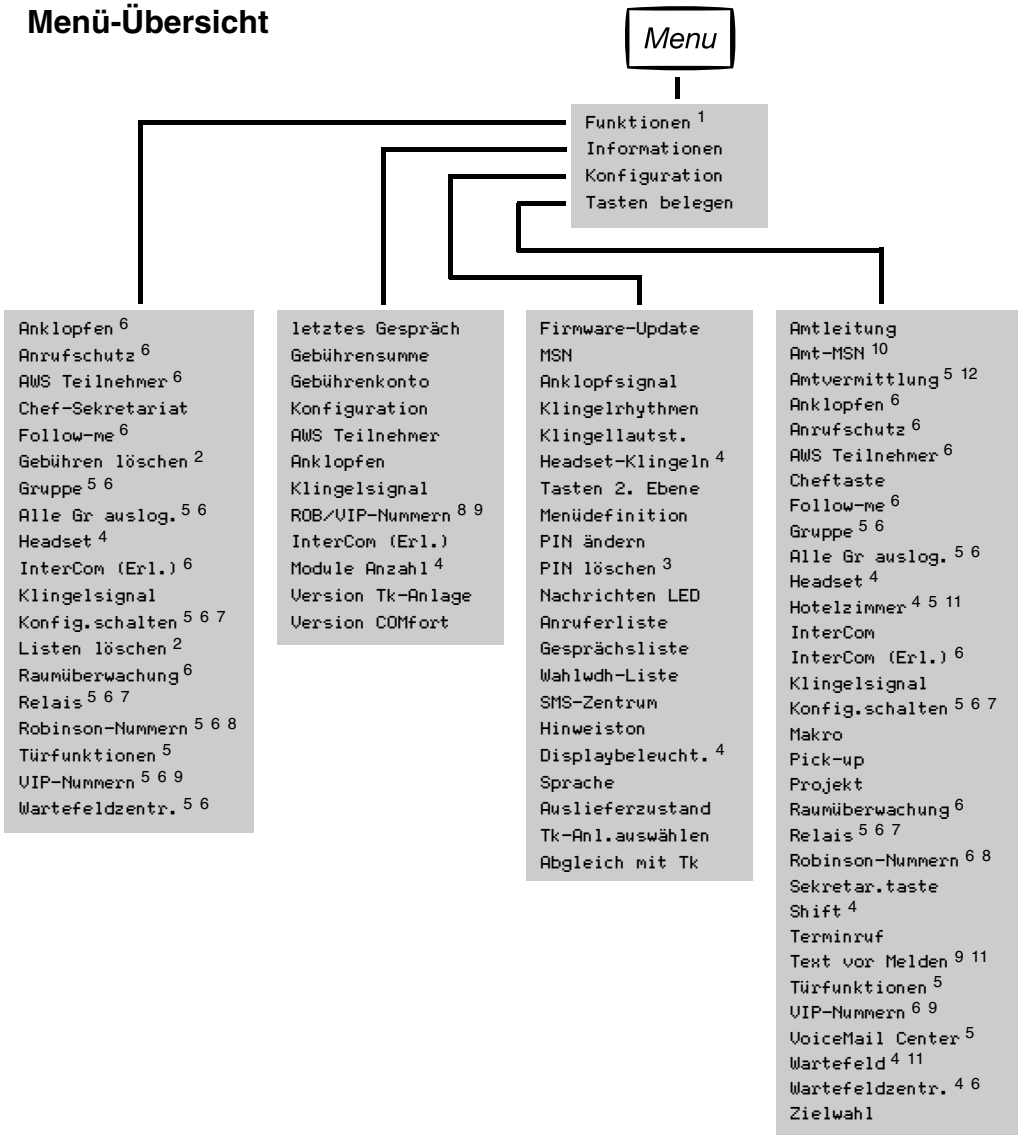 Menü-Übersicht
Menu
Funktionen 1
Informationen
Konfiguration
Tasten belegen
Anklopfen 6
Anrufschutz 6
AWS Teilnehmer 6
Chef-Sekretariat
Follow-me 6
Gebühren löschen 2
Gruppe 5 6
Alle Gr auslog. 5 6
Headset 4
InterCom (Erl.) 6
Klingelsignal
Konfig.schalten 5 6 7
Listen löschen 2
Raumüberwachung 6
Relais 5 6 7
Robinson-Nummern 5 6 8
Türfunktionen 5
VIP-Nummern 5 6 9
Wartefeldzentr. 5 6
letztes Gespräch
Gebührensumme
Gebührenkonto
Konfiguration
AWS Teilnehmer
Anklopfen
Klingelsignal
ROB/VIP-Nummern 8 9
InterCom (Erl.)
Module Anzahl 4
Version Tk-Anlage
Version COMfort
Firmware-Update
MSN
Anklopfsignal
Klingelrhythmen
Klingellautst.
Headset-Klingeln 4
Tasten 2. Ebene
Menüdefinition
PIN ändern
PIN löschen 3
Nachrichten LED
Anruferliste
Gesprächsliste
Wahlwdh-Liste
SMS-Zentrum
Hinweiston
Displaybeleucht. 4
Sprache
Auslieferzustand
Tk-Anl.auswählen
Abgleich mit Tk
Amtleitung
Amt-MSN 10
Amtvermittlung 5 12
Anklopfen 6
Anrufschutz 6
AWS Teilnehmer 6
Cheftaste
Follow-me 6
Gruppe 5 6
Alle Gr auslog. 5 6
Headset 4
Hotelzimmer 4 5 11
InterCom
InterCom (Erl.) 6
Klingelsignal
Konfig.schalten 5 6 7
Makro
Pick-up
Projekt
Raumüberwachung 6
Relais 5 6 7
Robinson-Nummern 6 8
Sekretar.taste
Shift 4
Terminruf
Text vor Melden 9 11
Türfunktionen 5
VIP-Nummern 6 9
VoiceMail Center 5
Wartefeld 4 11
Wartefeldzentr. 4 6
Zielwahl